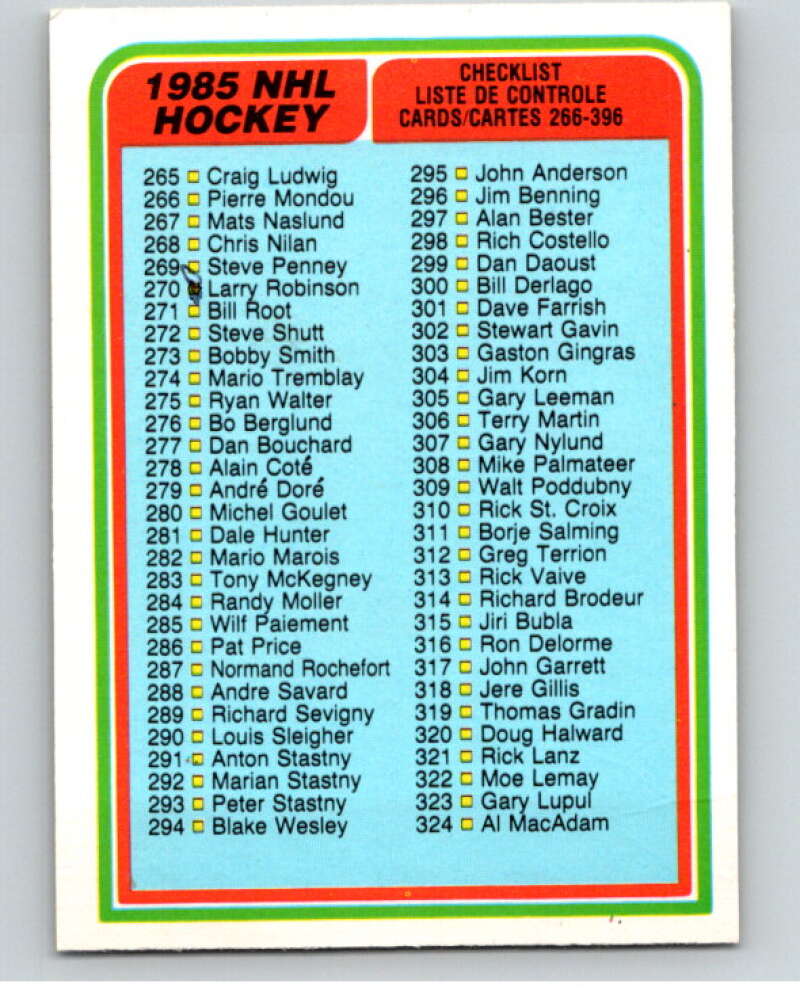 1985 NHL
HOCKEY
CHECKLIST
LISTE DE CONTROLE
CARDS/CARTES 266-396
265 Craig Ludwig
266 Pierre Mondou
267 Mats Naslund
268 Chris Nilan
269 Steve Penney
270 Larry Robinson
271 Bill Root
272 Steve Shutt
273 Bobby Smith
274 Mario Tremblay
275 Ryan Walter
276 Bo Berglund
277 Dan Bouchard
278 Alain Coté
279 André Doré
280 Michel Goulet
281 Dale Hunter
282 Mario Marois
283 Tony McKegney
284 Randy Moller
285 Wilf Paiement
286 Pat Price
287 Normand Rochefort
288 Andre Savard
289 Richard Sevigny
290 Louis Sleigher
291 Anton Stastny
292 Marian Stastny
293 Peter Stastny
294 Blake Wesley
295 John Anderson
296 Jim Benning
297 Alan Bester
298 Rich Costello
299 Dan Daoust
300 Bill Derlago
301 Dave Farrish
302 Stewart Gavin
303 Gaston Gingras
304 Jim Korn
305 Gary Leeman
306 Terry Martin
307 Gary Nylund
308 Mike Palmateer
309 Walt Poddubny
310 Rick St. Croix
311 Borje Salming
312 Greg Terrion
313 Rick Vaive
314 Richard Brodeur
315 Jiri Bubla
316 Ron Delorme
317 John Garrett
318 Jere Gillis
319 Thomas Gradin
320 Doug Halward
321 Rick Lanz
322 Moe Lemay
323 Gary Lupul
324 Al MacAdam